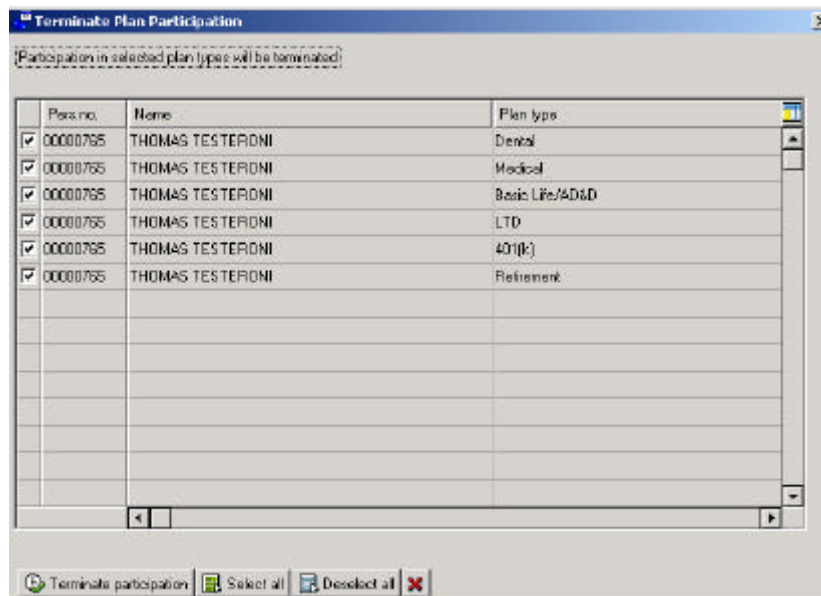 Terminate Plan Participation
Participation in selected plan types will be terminated
Pers.no. Name Plan type
00000765 THOMAS TESTERONI Dental
00000765 THOMAS TESTERONI Medical
00000765 THOMAS TESTERONI Basic Life/AD&D
00000765 THOMAS TESTERONI LTD
00000765 THOMAS TESTERONI 401(k)
00000765 THOMAS TESTERONI Retirement
Terminate participation Select all Deselect all